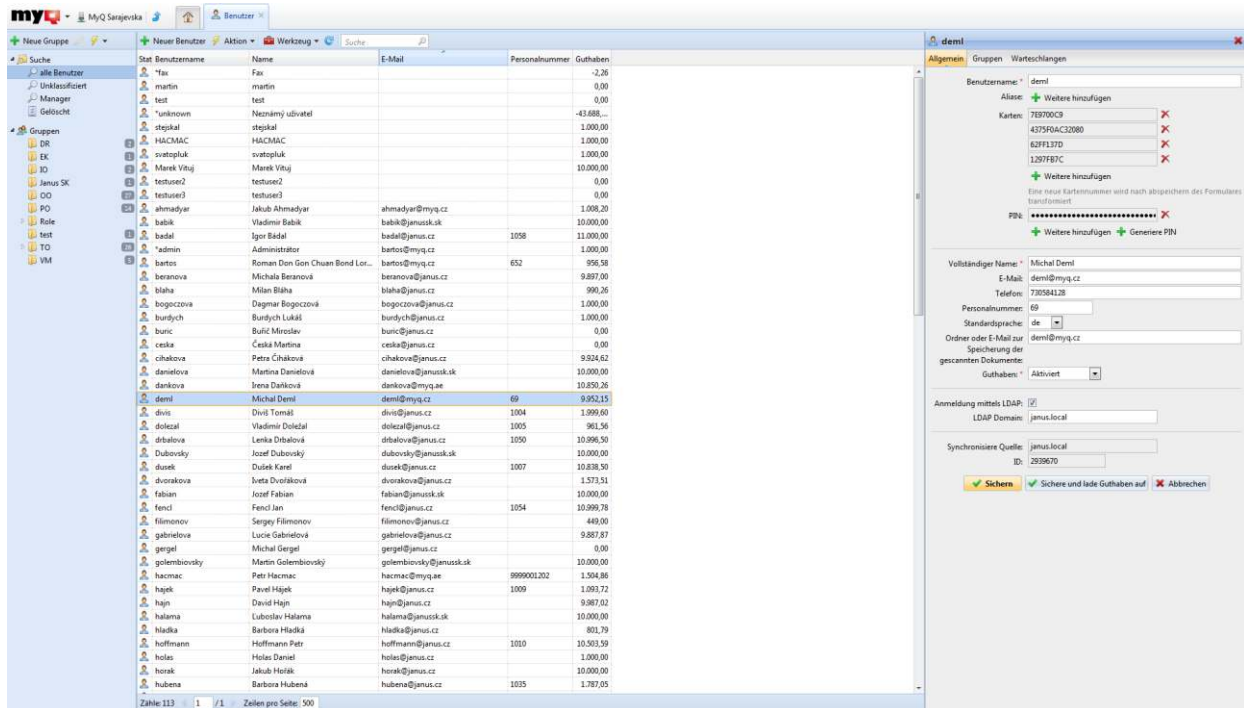 myQ MyQ Sarajevska Benutzer
Neue Gruppe
Suche
alle Benutzer
Unklassifiziert
Manager
Gelöscht
Gruppen
DR 2
EK 1
IO 2
Janus SK 1
OO 27
PO
Role
test 1
TO
VM 5
Neuer Benutzer Aktion Werkzeug Suche
Stat Benutzername Name E-Mail Personalnummer Guthaben
*fax Fax -2,26
martin martin 0,00
test test 0,00
*unknown Neznámý uživatel -43.688,...
stejskal stejskal 1.000,00
HACMAC HACMAC 1.000,00
svatopluk svatopluk 1.000,00
Marek Vituj Marek Vituj 10.000,00
testuser2 testuser2 0,00
testuser3 testuser3 0,00
ahmadyar Jakub Ahmadyar ahmadyar@myq.cz 1.008,20
babik Vladimir Babik babik@janussk.sk 10.000,00
badal Igor Bádal badal@janus.cz 1058 11.000,00
*admin Administrátor bartos@myq.cz 1.000,00
bartos Roman Don Gon Chuan Bond Lor... bartos@myq.cz 652 956,58
beranova Michala Beranová beranova@janus.cz 9.897,00
blaha Milan Bláha blaha@janus.cz 990,26
bogoczova Dagmar Bogoczová bogoczova@janus.cz 1.000,00
burdych Burdych Lukáš burdych@janus.cz 1.000,00
buric Buřič Miroslav buric@janus.cz 0,00
ceska Česká Martina ceska@janus.cz 0,00
cihakova Petra Čiháková cihakova@janus.cz 9.924,62
danielova Martina Danielová danielova@janussk.sk 10.000,00
dankova Irena Daňková dankova@myq.ae 10.850,26
deml Michal Deml deml@myq.cz 69 9.952,15
divis Diviš Tomáš divis@janus.cz 1004 1.999,60
dolezal Vladimír Doležal dolezal@janus.cz 1005 961,56
drbalova Lenka Drbalová drbalova@janus.cz 1050 10.996,50
Dubovsky Jozef Dubovský dubovsky@janussk.sk 10.000,00
dusek Dušek Karel dusek@janus.cz 1007 10.838,50
dvorakova Iveta Dvořáková dvorakova@janus.cz 1.573,51
fabian Jozef Fabian fabian@janussk.sk 10.000,00
fencl Fencl Jan fencl@janus.cz 1054 10.999,78
filimonov Sergey Filimonov filimonov@janus.cz 449,00
gabrielova Lucie Gabrielová gabrielova@janus.cz 9.887,87
gergel Michal Gergel gergel@janus.cz 0,00
golembiovsky Martin Golembiovský golembiovsky@janussk.sk 10.000,00
hacmac Petr Hacmac hacmac@myq.ae 9999001202 1.504,86
hajek Pavel Hájek hajek@janus.cz 1009 1.093,72
hajn David Hajn hajn@janus.cz 9.987,02
halama Ľuboslav Halama halama@janussk.sk 10.000,00
hladka Barbora Hladká hladka@janus.cz 801,79
hoffmann Hoffmann Petr hoffmann@janus.cz 1010 10.503,59
holas Holas Daniel holas@janus.cz 1.000,00
horak Jakub Hořák horak@janus.cz 10.000,00
hubena Barbora Hubená hubena@janus.cz 1035 1.787,05
Zähle: 113 1 /1 Zeilen pro Seite: 500
deml
Allgemein Gruppen Warteschlangen
Benutzername: * deml
Aliase: Weitere hinzufügen
Karten: 7E9700C9
4375F0AC32080
62FF137D
1297FB7C
Weitere hinzufügen
Eine neue Kartennummer wird nach abspeichern des Formulares
transformiert
PIN: ••••••••••••••••••••••••••••
Weitere hinzufügen Generiere PIN
Vollständiger Name: * Michal Deml
E-Mail: deml@myq.cz
Telefon: 730584128
Personalnummer: 69
Standardsprache: de
Ordner oder E-Mail zur deml@myq.cz
Speicherung der
gescannten Dokumente:
Guthaben: * Aktiviert
Anmeldung mittels LDAP:
LDAP Domain: janus.local
Synchronisiere Quelle: janus.local
ID: 2939670
Sichern Sichere und lade Guthaben auf Abbrechen